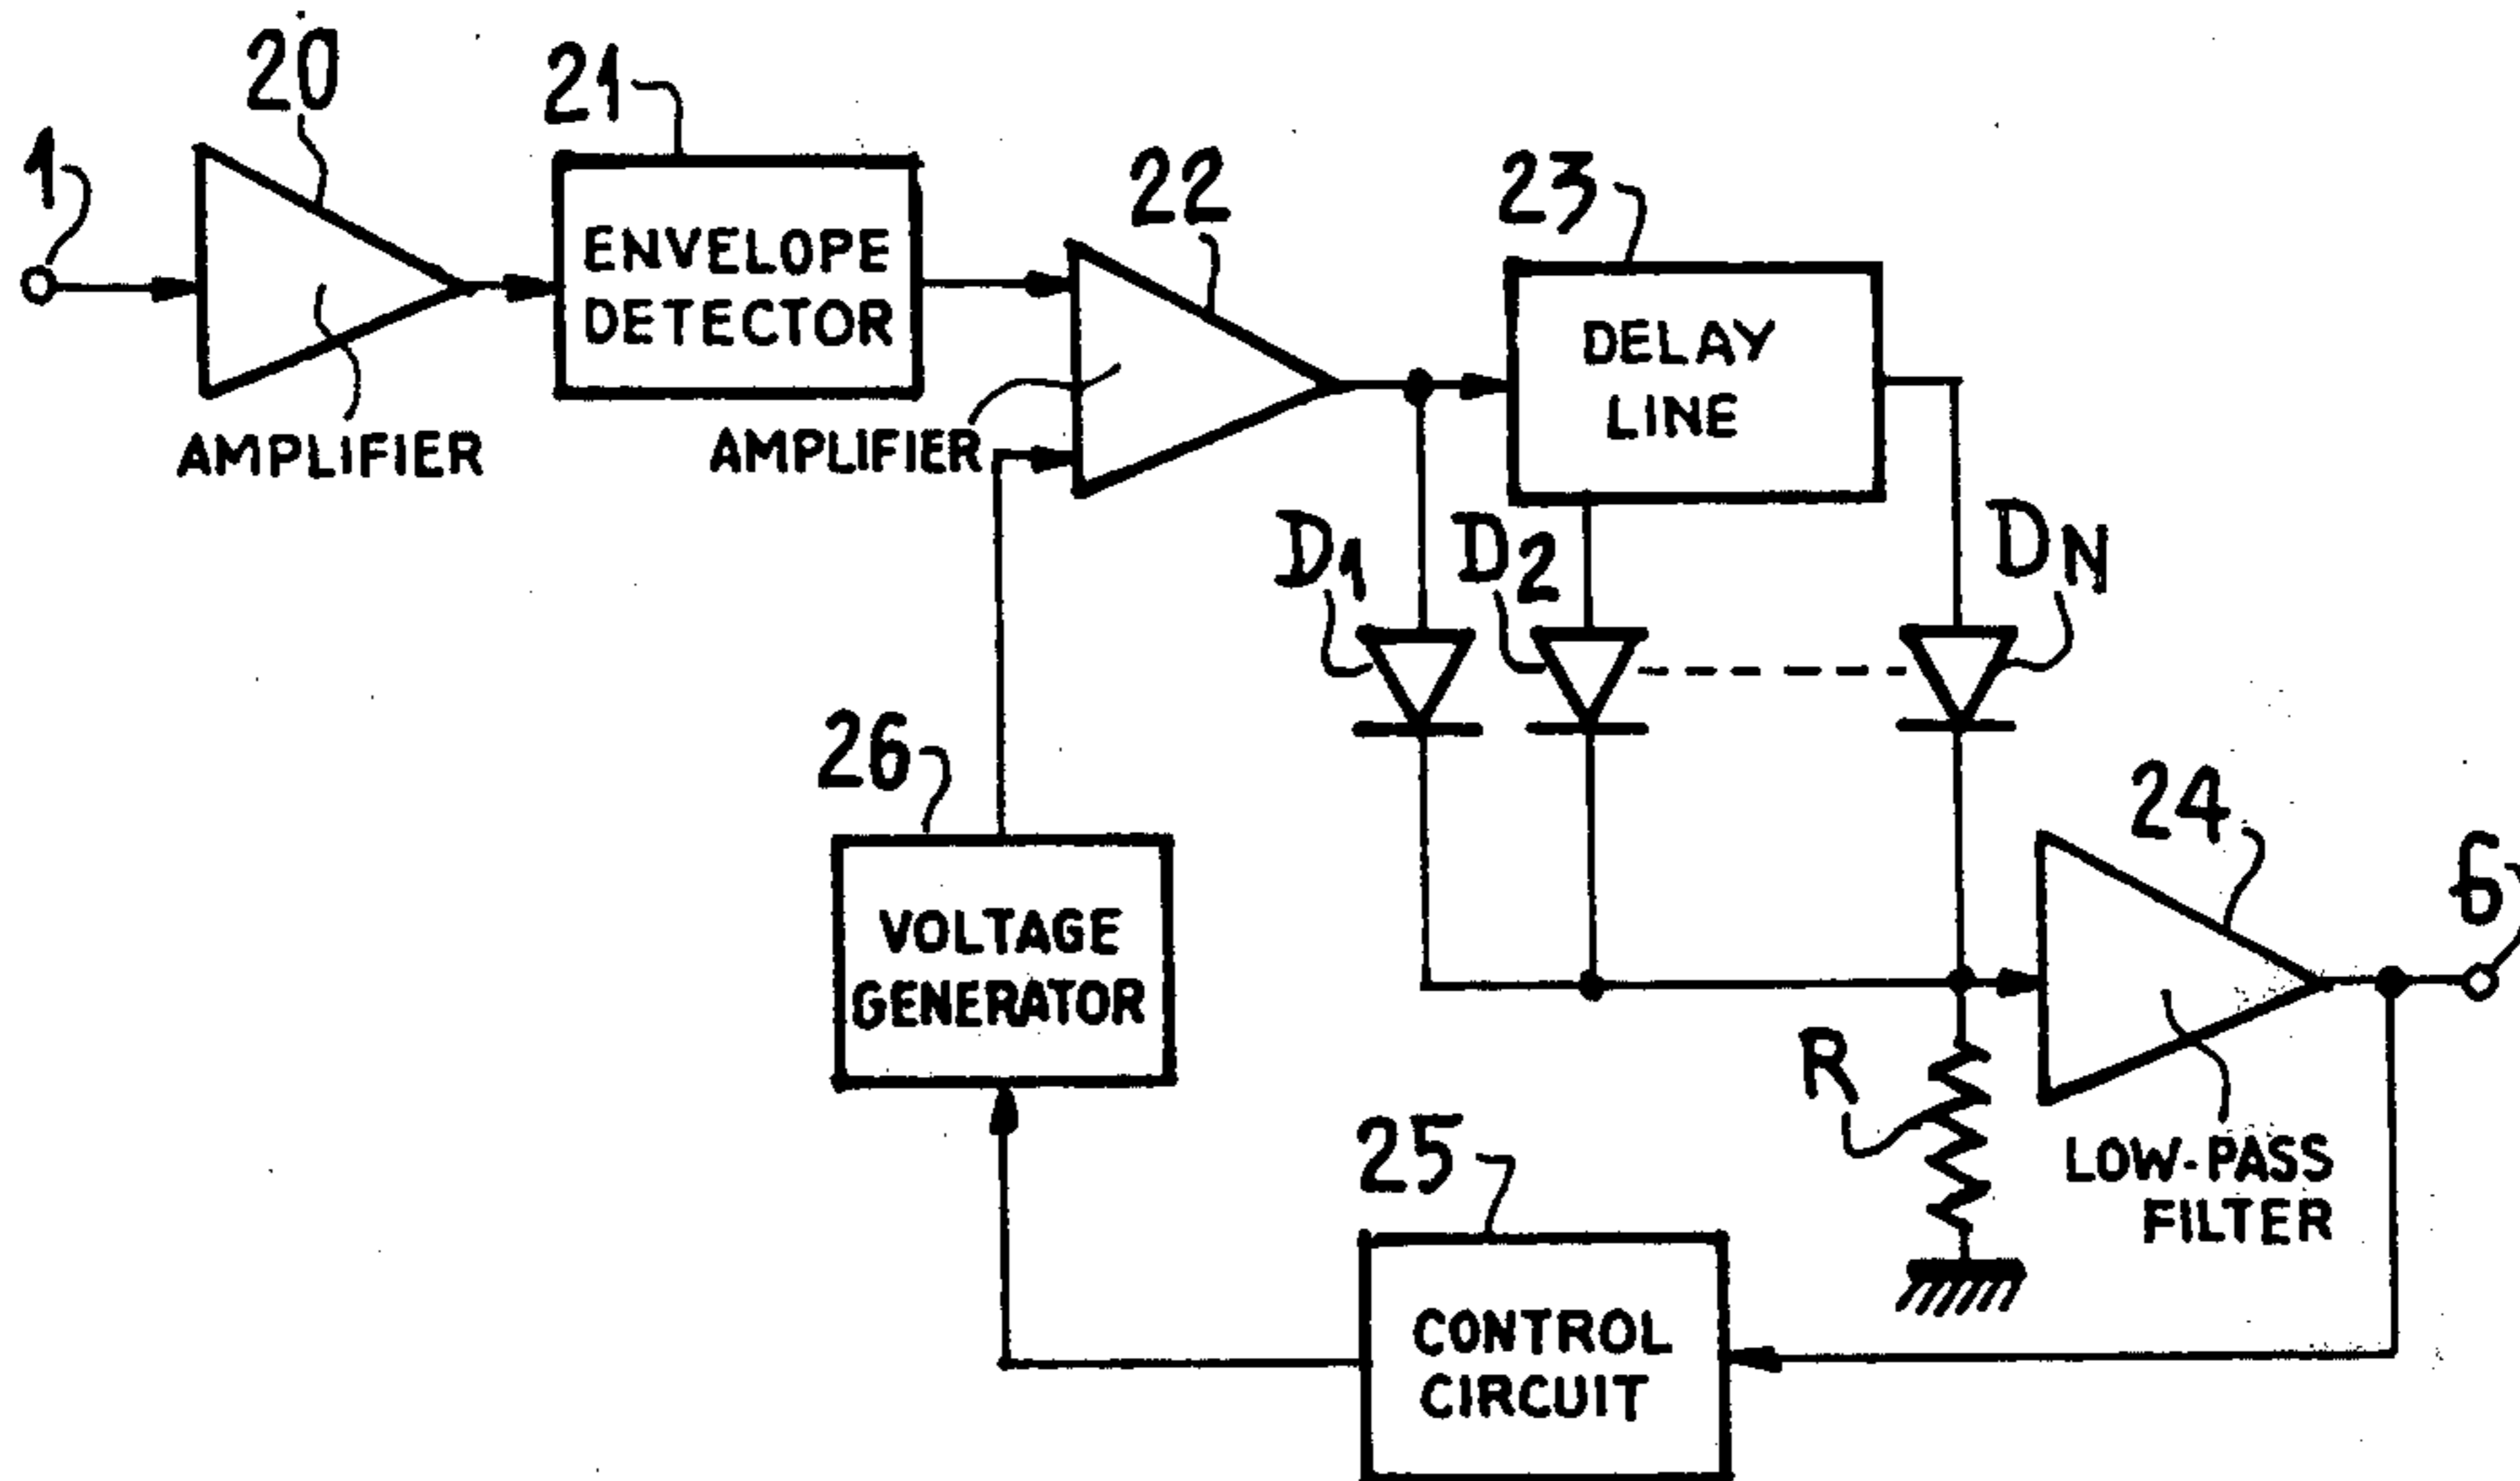 20
21
1
22
23
ENVELOPE
DETECTOR
DELAY
LINE
AMPLIFIER
AMPLIFIER
D1
D2
DN
26
24
6
VOLTAGE
GENERATOR
R
25
LOW-PASS
FILTER
CONTROL
CIRCUIT